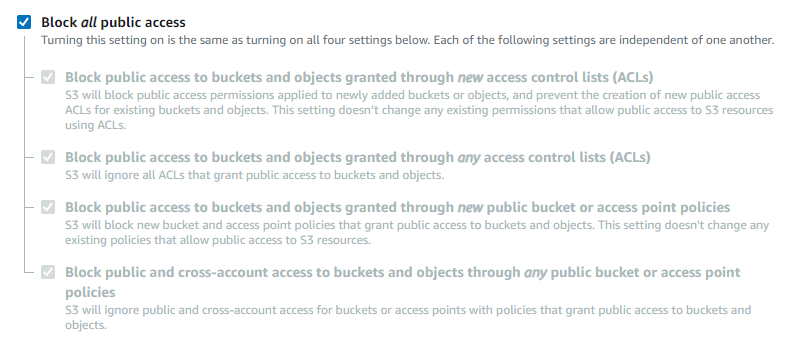 Block all public access
Turning this setting on is the same as turning on all four settings below. Each of the following settings are independent of one another.
Block public access to buckets and objects granted through new access control lists (ACLs)
S3 will block public access permissions applied to newly added buckets or objects, and prevent the creation of new public access
ACLs for existing buckets and objects. This setting doesn't change any existing permissions that allow public access to S3 resources
using ACLs.
Block public access to buckets and objects granted through any access control lists (ACLs)
S3 will ignore all ACLs that grant public access to buckets and objects.
Block public access to buckets and objects granted through new public bucket or access point policies
S3 will block new bucket and access point policies that grant public access to buckets and objects. This setting doesn't change any
existing policies that allow public access to S3 resources.
Block public and cross-account access to buckets and objects through any public bucket or access point
policies
S3 will ignore public and cross-account access for buckets or access points with policies that grant public access to buckets and
objects.